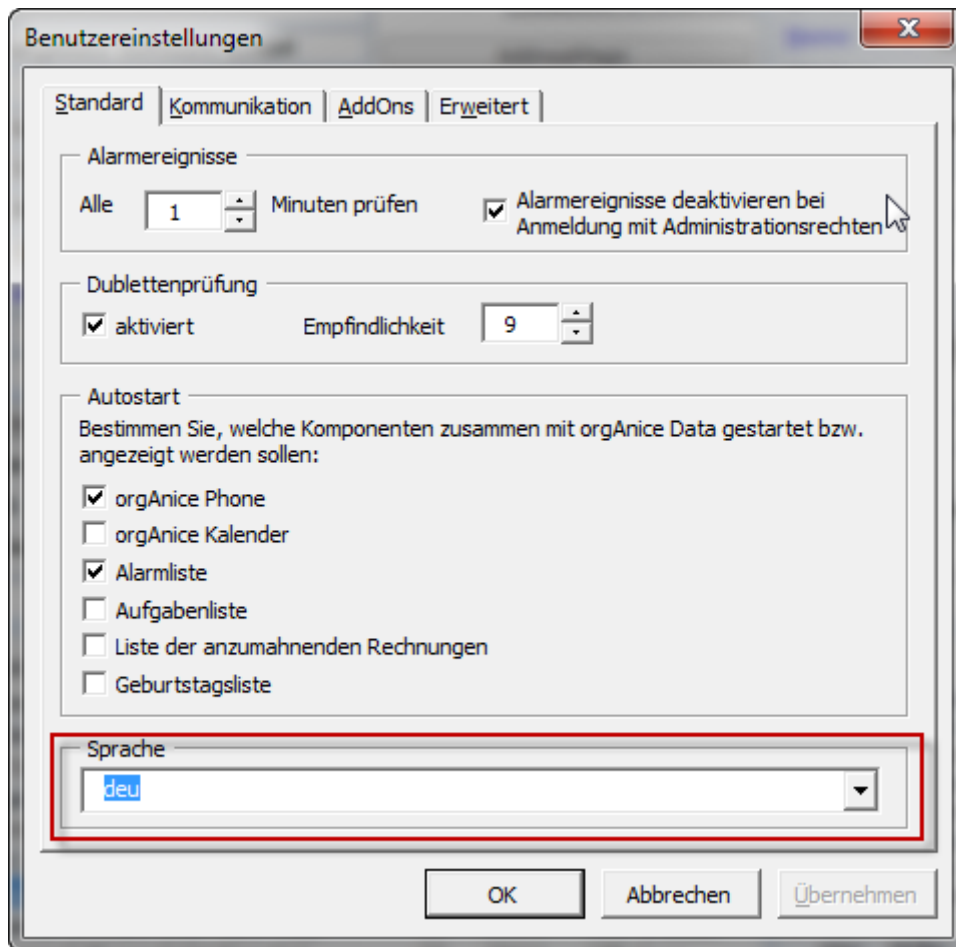 Benutzereinstellungen
Standard Kommunikation AddOns Erweitert
Alarmereignisse
Alle 1 Minuten prüfen
Alarmereignisse deaktivieren bei
Anmeldung mit Administrationsrechten
Dublettenprüfung
aktiviert Empfindlichkeit 9
Autostart
Bestimmen Sie, welche Komponenten zusammen mit orgAnice Data gestartet bzw.
angezeigt werden sollen:
orgAnice Phone
orgAnice Kalender
Alarmliste
Aufgabenliste
Liste der anzumahnenden Rechnungen
Geburtstagsliste
Sprache
deu
OK Abbrechen Übernehmen